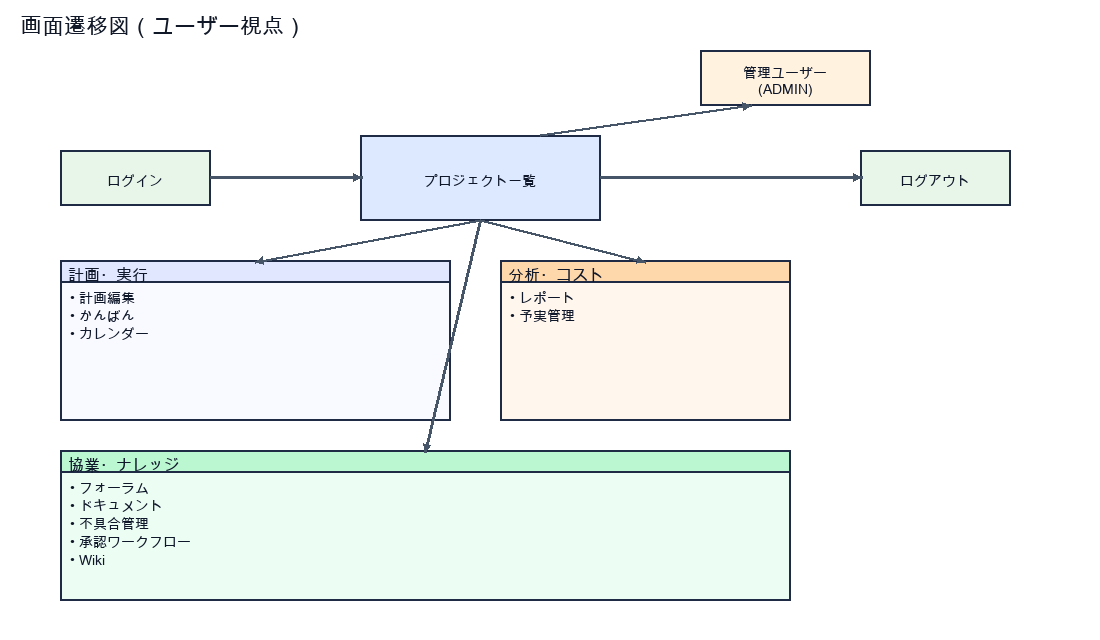 画面遷移図 ( ユーザー視点 )
管理ユーザー
(ADMIN)
ログイン
プロジェクト一覧
ログアウト
計画・実行
・計画編集
・かんばん
・カレンダー
分析・コスト
・レポート
・予実管理
協業・ナレッジ
・フォーラム
・ドキュメント
・不具合管理
・承認ワークフロー
・Wiki